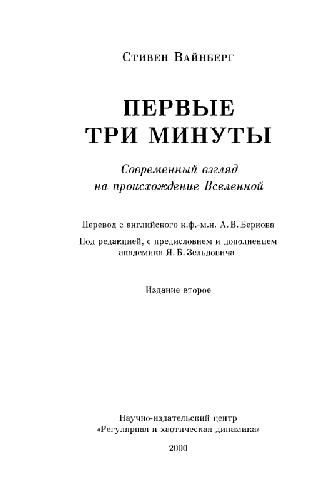 Стивен Вайнберг
ПЕРВЫЕ
ТРИ МИНУТЫ
Современный взгляд
на происхождение Вселенной
Перевод с английского к.ф.-м.н. А. В. Беркова
Под редакцией, с предисловием и дополнением
академика Я. Б. Зельдовича
Издание второе
Научно-издательский центр
«Регулярная и хаотическая динамика»
2000